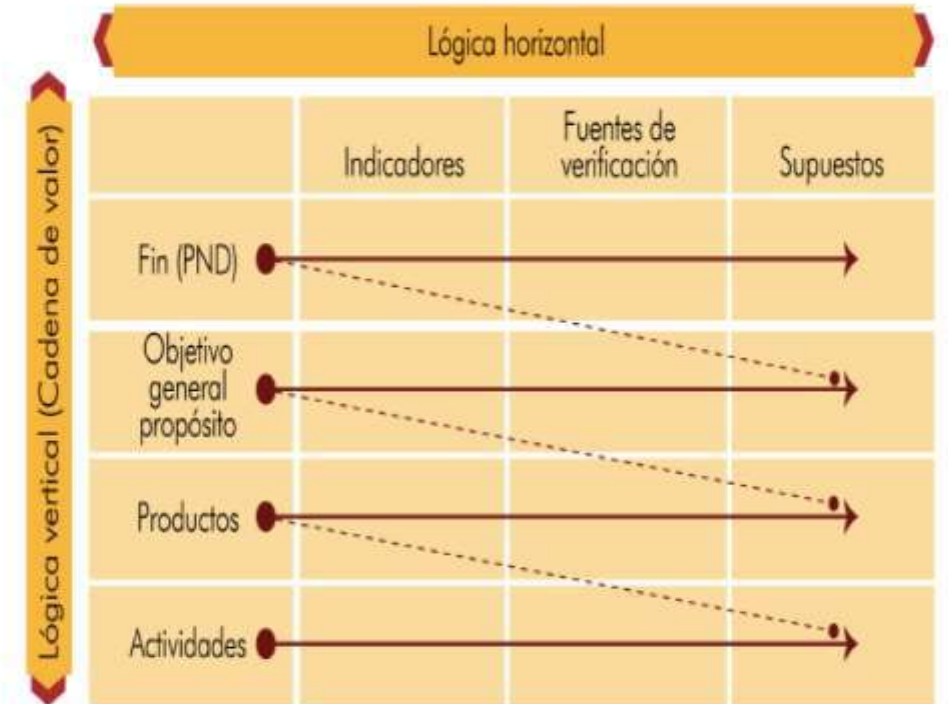 Lógica horizontal
Lógica vertical (Cadena de valor)
Indicadores
Fuentes de
verificación
Supuestos
Fin (PND)
Objetivo
general
propósito
Productos
Actividades